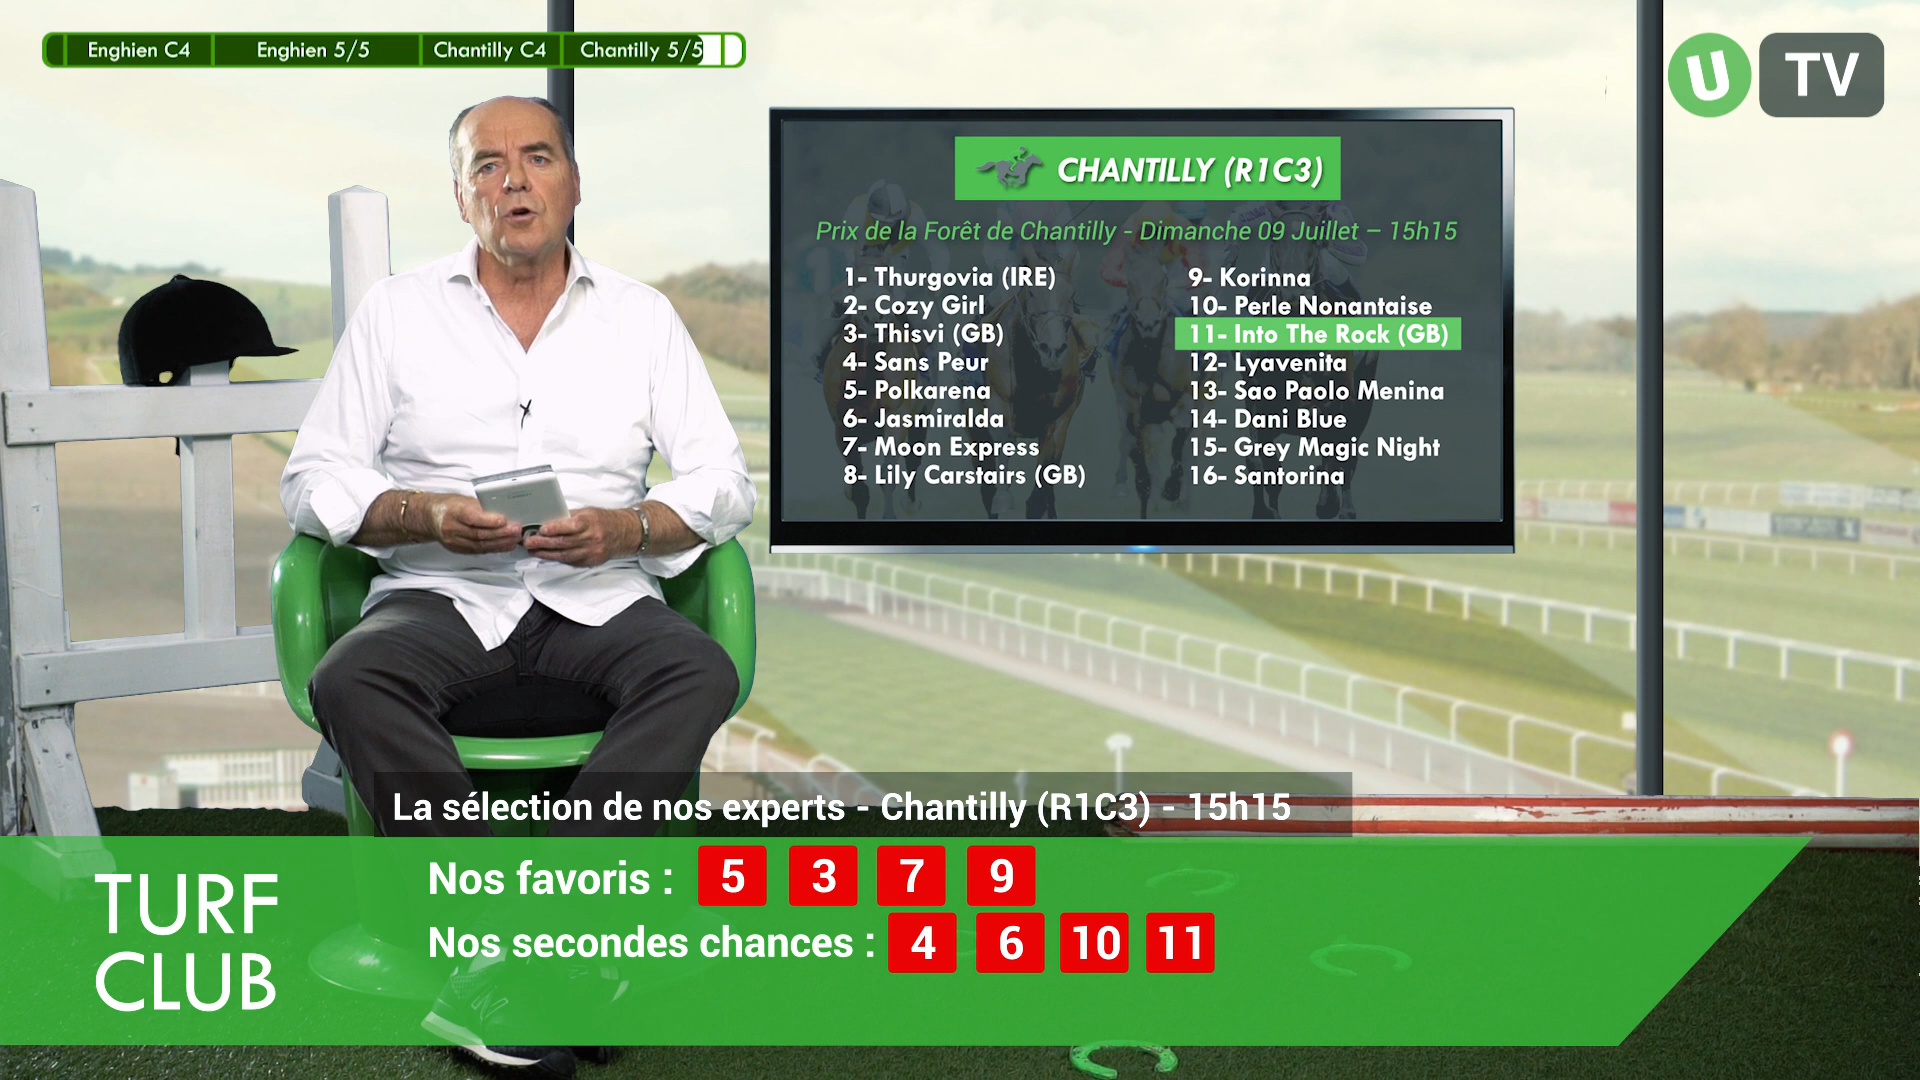 Enghien C4 Enghien 5/5 Chantilly C4 Chantilly 5/5
U TV
CHANTILLY (R1C3)
Prix de la Forêt de Chantilly - Dimanche 09 Juillet – 15h15
1- Thurgovia (IRE)
2- Cozy Girl
3- Thisvi (GB)
4- Sans Peur
5- Polkarena
6- Jasmiralda
7- Moon Express
8- Lily Carstairs (GB)
9- Korinna
10- Perle Nonantaise
11- Into The Rock (GB)
12- Lyavenita
13- Sao Paolo Menina
14- Dani Blue
15- Grey Magic Night
16- Santorina
La sélection de nos experts - Chantilly (R1C3) - 15h15
TURF
CLUB
Nos favoris : 5 3 7 9
Nos secondes chances : 4 6 10 11